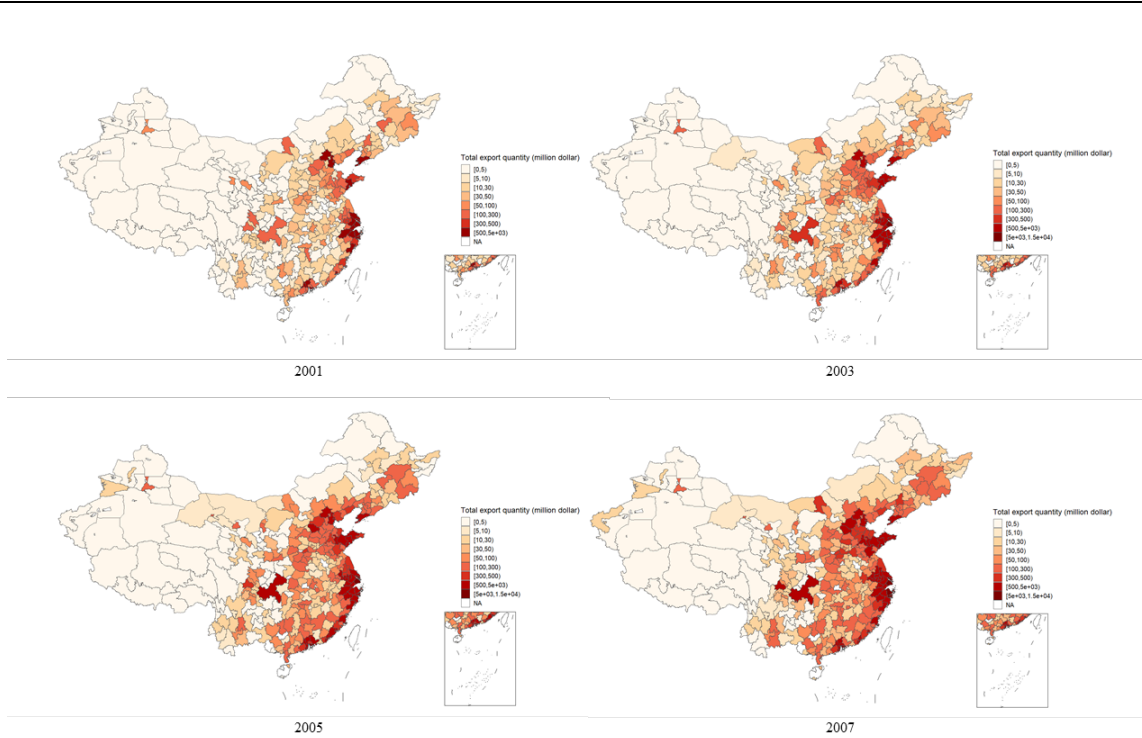 Total export quantity (million dollar)
[0,5)
[5,10)
[10,30)
[30,50)
[50,100)
[100,300)
[300,500)
[500,5e+03)
NA
2001
Total export quantity (million dollar)
[0,5)
[5,10)
[10,30)
[30,50)
[50,100)
[100,300)
[300,500)
[500,5e+03)
[5e+03,1.5e+04)
NA
2003
Total export quantity (million dollar)
[0,5)
[5,10)
[10,30)
[30,50)
[50,100)
[100,300)
[300,500)
[500,5e+03)
[5e+03,1.5e+04)
NA
2005
Total export quantity (million dollar)
[0,5)
[5,10)
[10,30)
[30,50)
[50,100)
[100,300)
[300,500)
[500,5e+03)
[5e+03,1.5e+04)
NA
2007